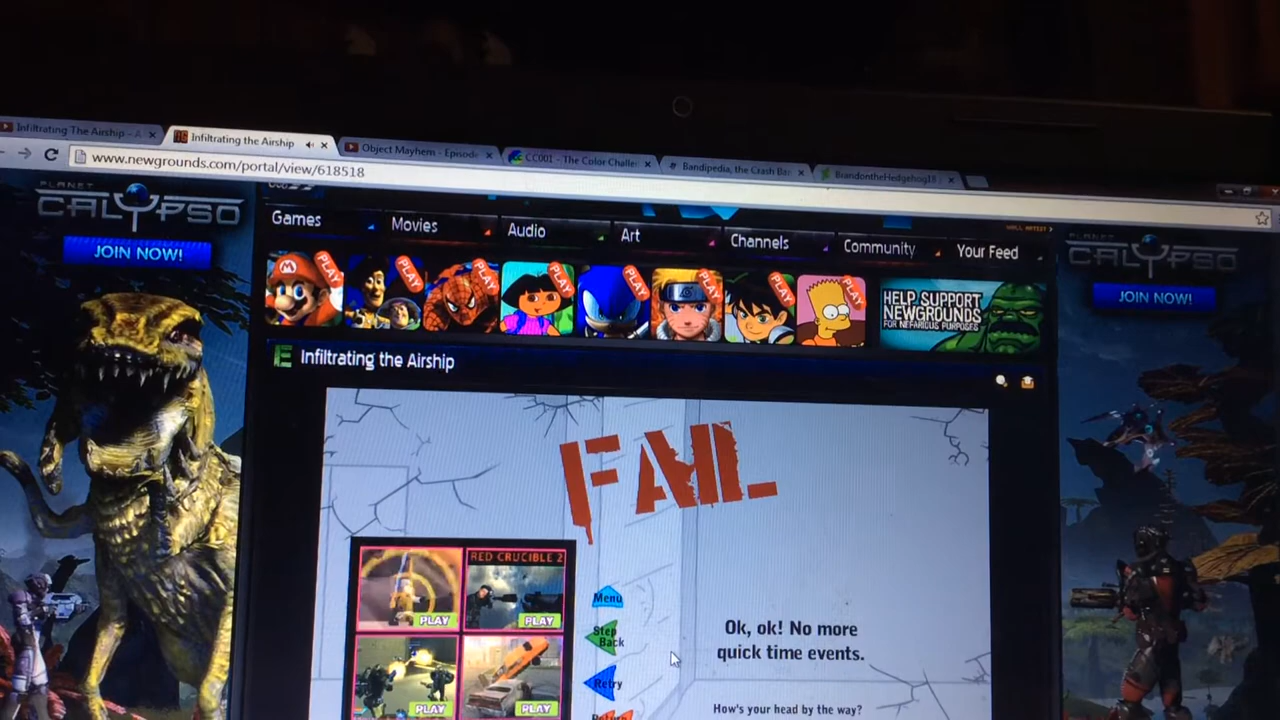 Infiltrating The Airship - A
Infiltrating the Airship
Object Mayhem - Episode
CC001 - The Color Challe
Bandipedia, the Crash Ban
BrandontheHedgehog18
www.newgrounds.com/portal/view/618518
PLANET
CALYPSO
JOIN NOW!
Games
Movies
Audio
Art
Channels
Community
Your Feed
PLANET
CALYPSO
JOIN NOW!
PLAY
PLAY
PLAY
PLAY
PLAY
PLAY
PLAY
PLAY
HELP SUPPORT
NEWGROUNDS
FOR NEFARIOUS PURPOSES
E
Infiltrating the Airship
FAIL
RED CRUCIBLE 2
PLAY
PLAY
PLAY
PLAY
Menu
Step
Back
Retry
Ok, ok! No more
quick time events.
How's your head by the way?